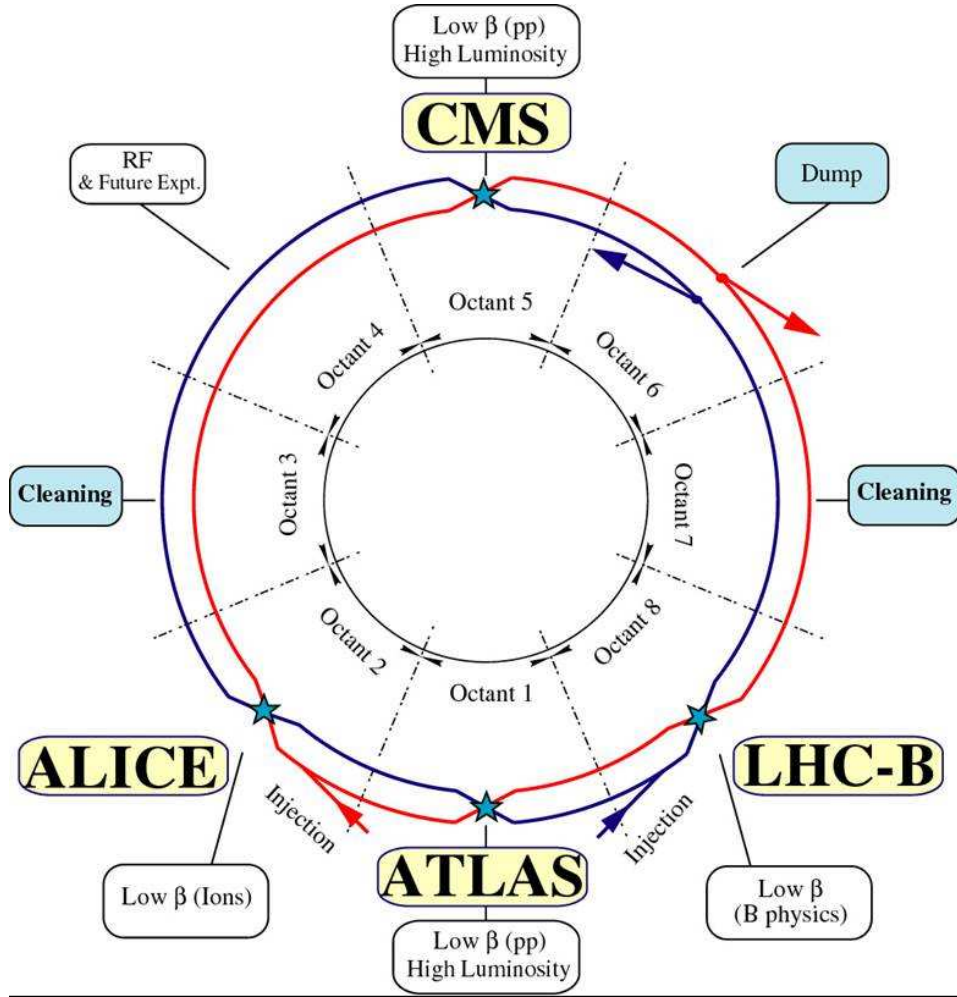 Low β (pp)
High Luminosity
CMS
RF
& Future Expt.
Dump
Octant 5
Octant 4
Octant 6
Cleaning
Octant 3
Octant 7
Cleaning
Octant 2
Octant 8
Octant 1
ALICE
LHC-B
Injection
Injection
ATLAS
Low β (Ions)
Low β
(B physics)
Low β (pp)
High Luminosity